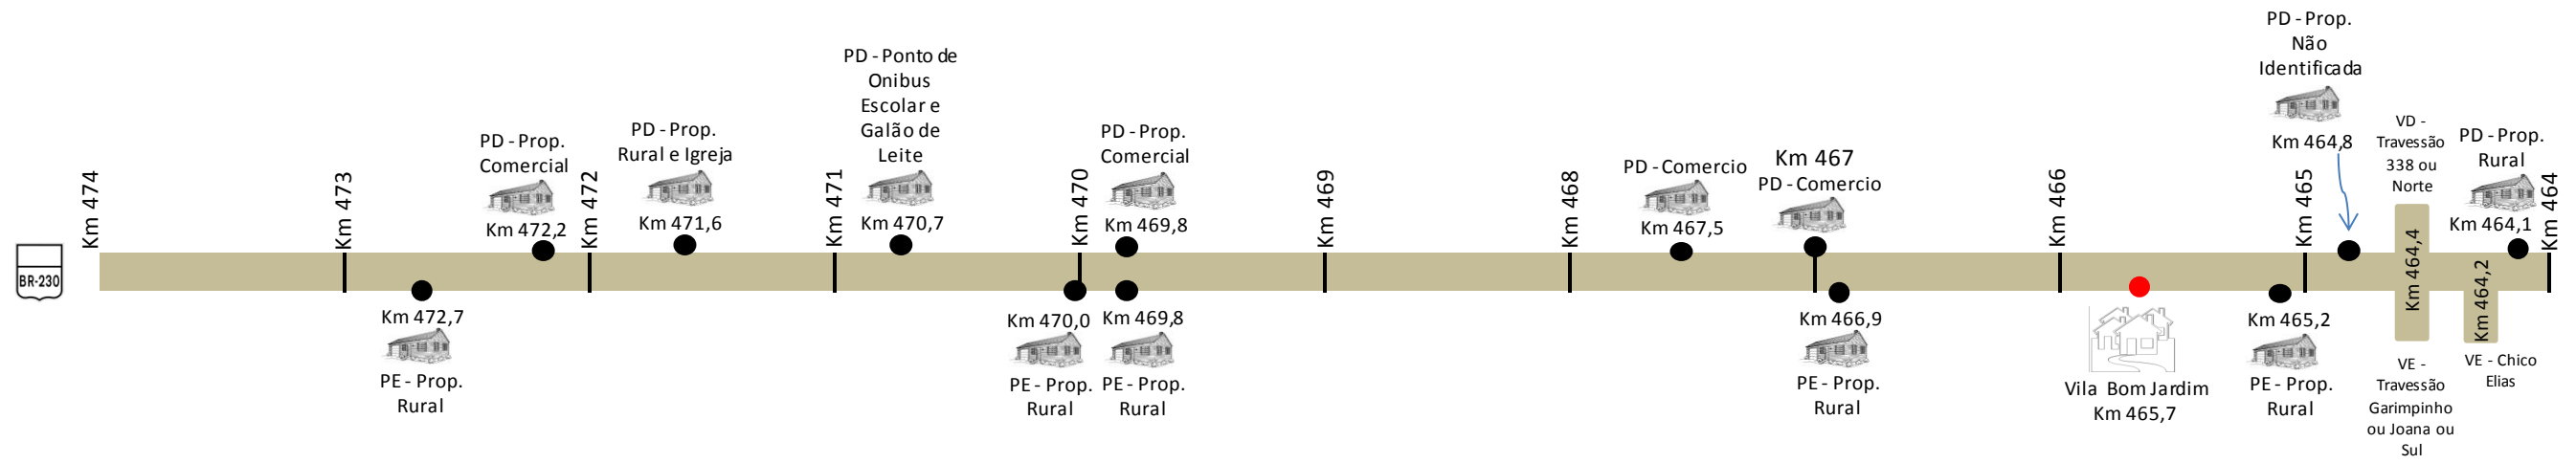 BR-230
Km 474
Km 473
Km 472,7
PE - Prop.
Rural
PD - Prop.
Comercial
Km 472,2
Km 472
PD - Prop.
Rural e Igreja
Km 471,6
Km 471
PD - Ponto de
Onibus
Escolar e
Galão de
Leite
Km 470,7
Km 470
Km 470,0
PE - Prop.
Rural
PD - Prop.
Comercial
Km 469,8
Km 469,8
PE - Prop.
Rural
Km 469
Km 468
PD - Comercio
Km 467,5
Km 467
PD - Comercio
Km 466,9
PE - Prop.
Rural
Km 466
Vila Bom Jardim
Km 465,7
Km 465,2
PE - Prop.
Rural
Km 465
PD - Prop.
Não
Identificada
Km 464,8
VD -
Travessão
338 ou
Norte
Km 464,4
VE -
Travessão
Garimpinho
ou Joana ou
Sul
Km 464,2
VE - Chico
Elias
PD - Prop.
Rural
Km 464,1
Km 464